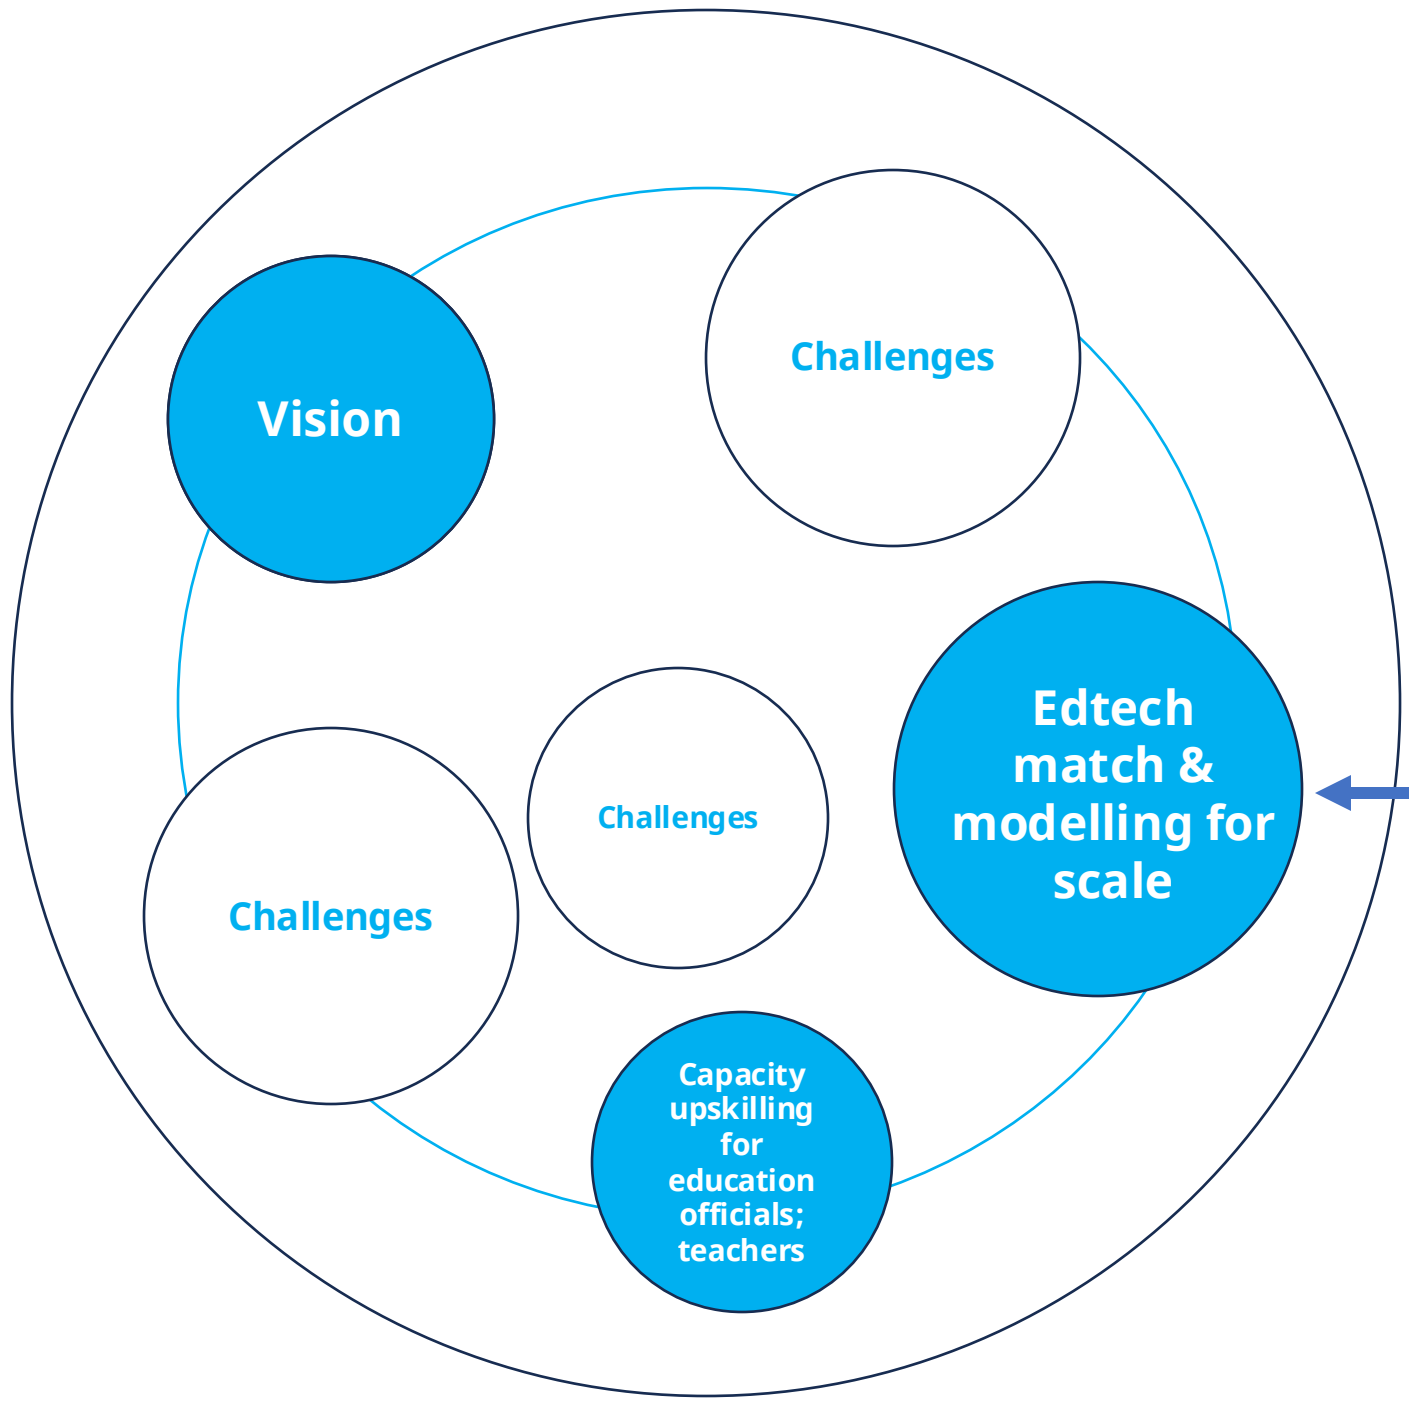 Challenges
Vision
Edtech
match &
modelling for
scale
Challenges
Challenges
Capacity
upskilling
for
education
officials;
teachers